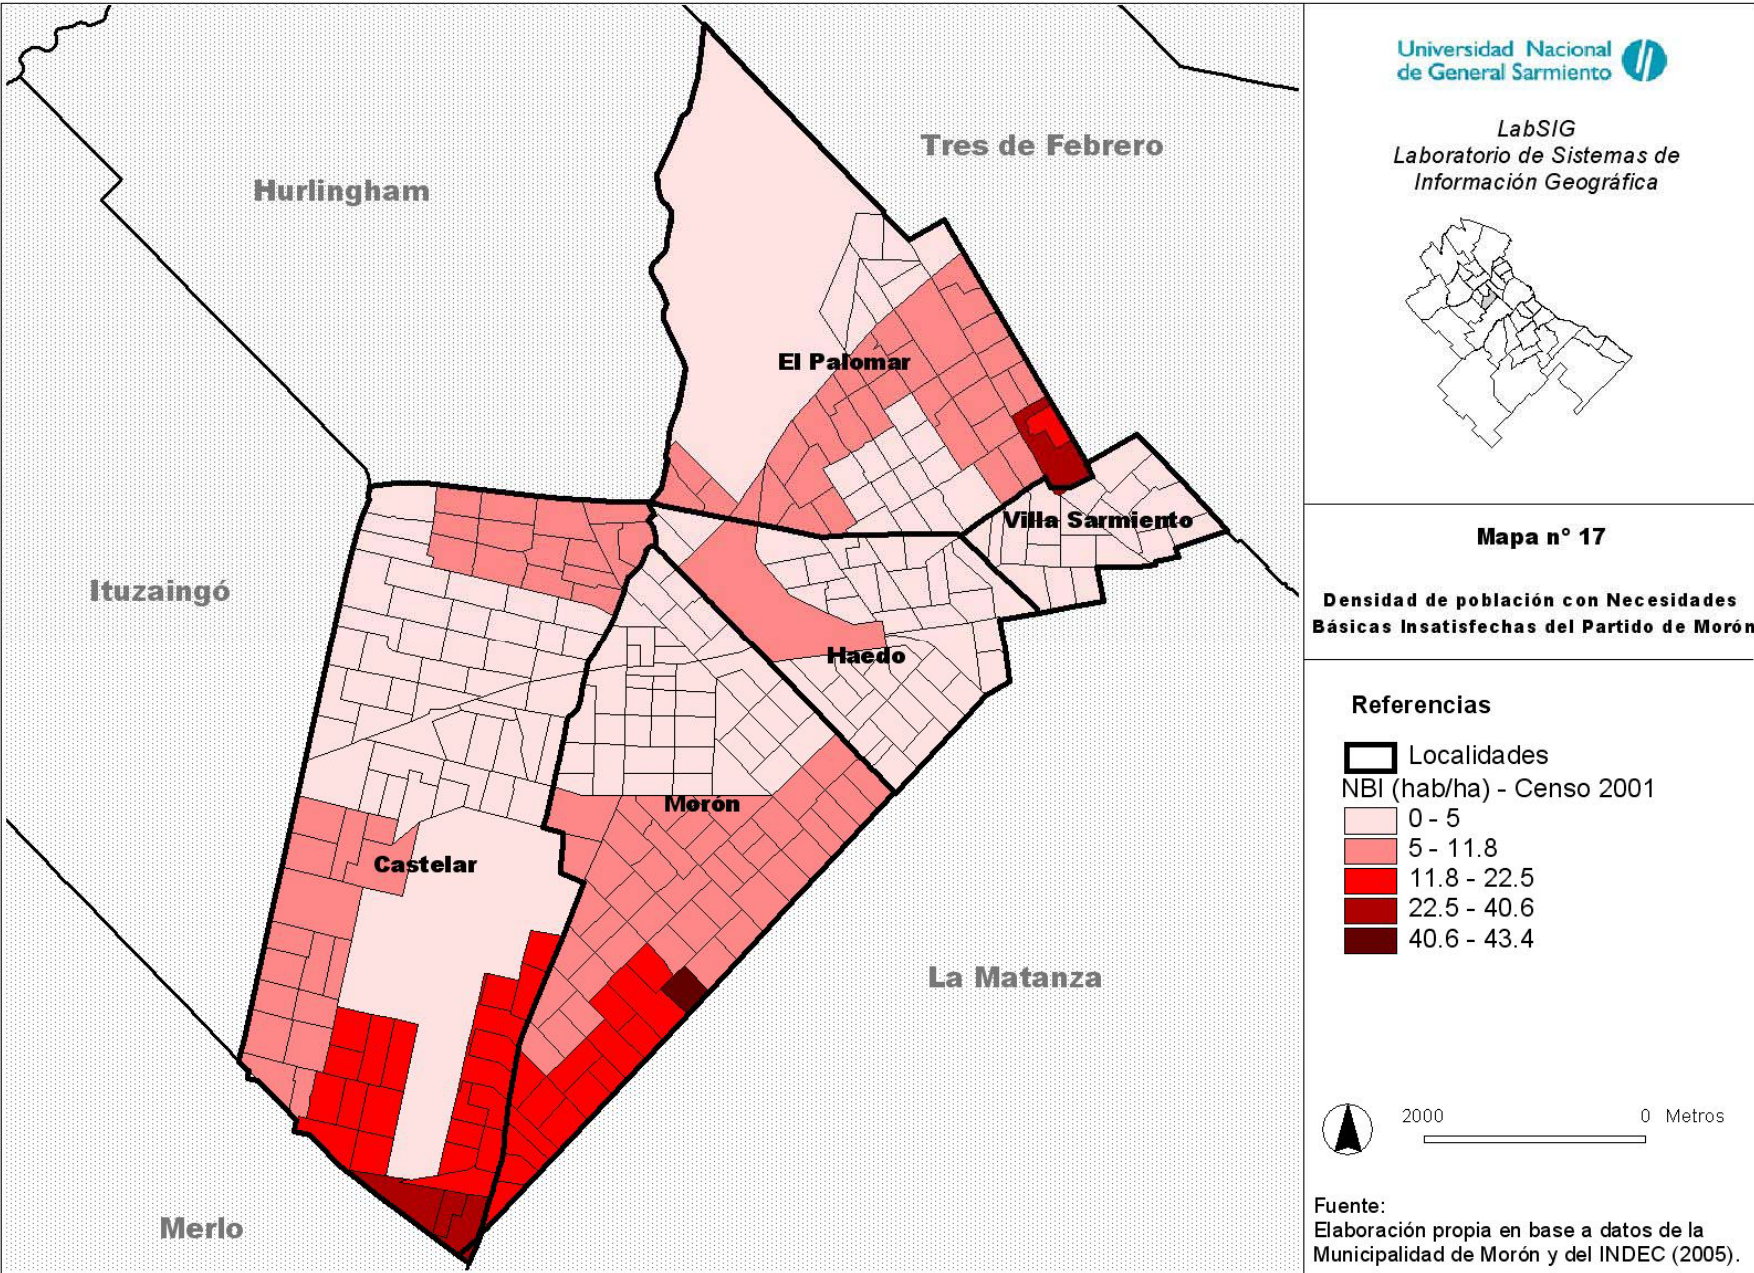 Universidad Nacional
de General Sarmiento
LabSIG
Laboratorio de Sistemas de
Información Geográfica
Mapa n° 17
Densidad de población con Necesidades
Básicas Insatisfechas del Partido de Morón
Referencias
Localidades
NBI (hab/ha) - Censo 2001
0 - 5
5 - 11.8
11.8 - 22.5
22.5 - 40.6
40.6 - 43.4
2000 0 Metros
Fuente:
Elaboración propia en base a datos de la
Municipalidad de Morón y del INDEC (2005).
Tres de Febrero
Hurlingham
El Palomar
Villa Sarmiento
Ituzaingó
Haedo
Morón
Castelar
La Matanza
Merlo